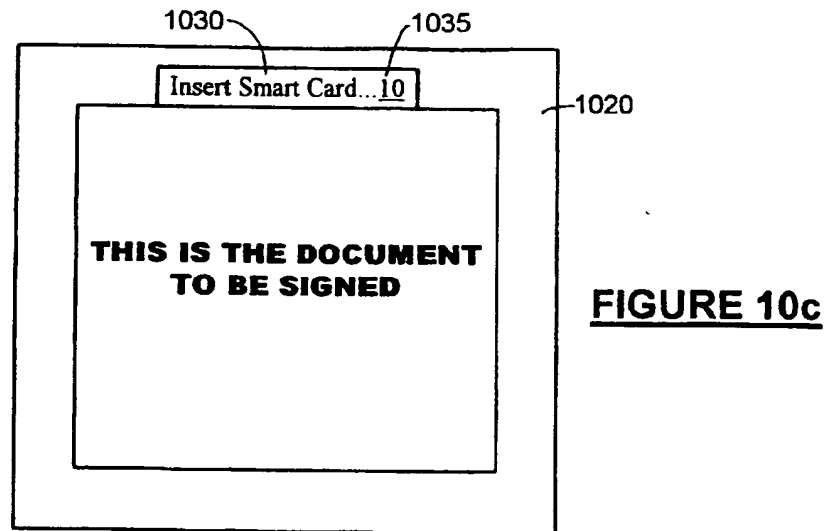 1030 1035
Insert Smart Card...10
1020
THIS IS THE DOCUMENT
TO BE SIGNED
FIGURE 10c